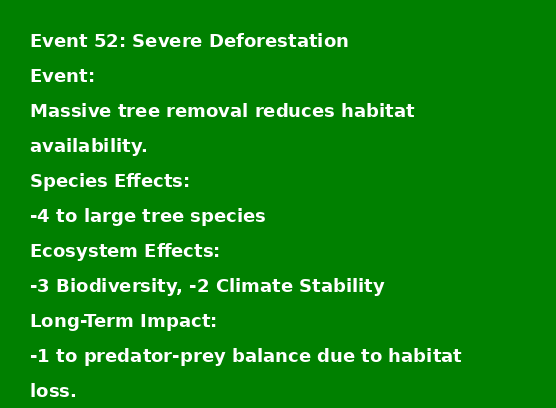 Event 52: Severe Deforestation
Event:
Massive tree removal reduces habitat
availability.
Species Effects:
-4 to large tree species
Ecosystem Effects:
-3 Biodiversity, -2 Climate Stability
Long-Term Impact:
-1 to predator-prey balance due to habitat
loss.